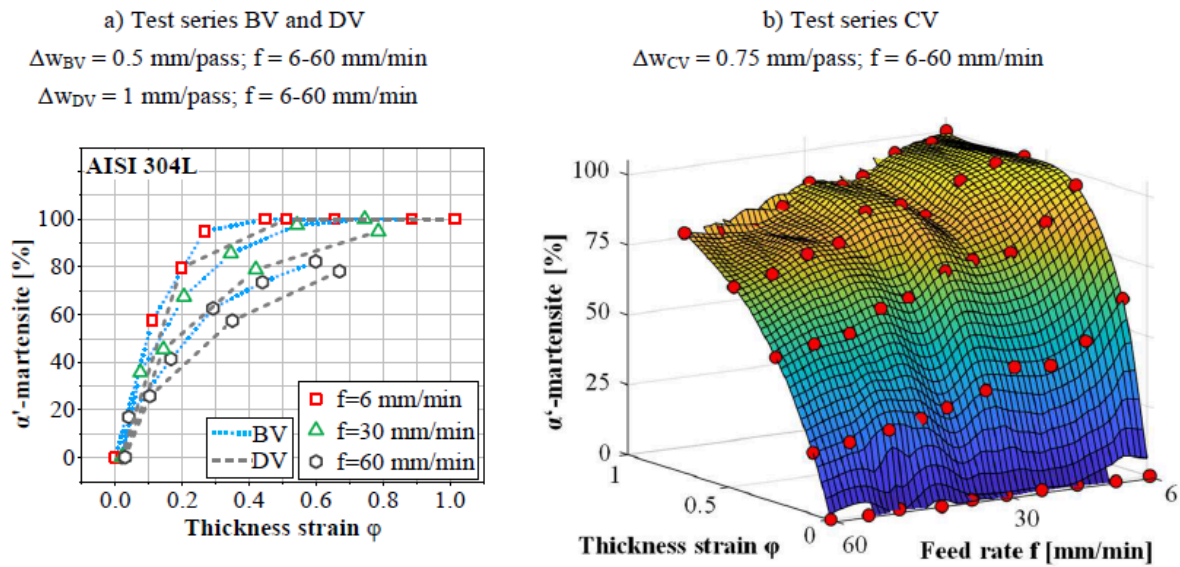 a) Test series BV and DV
Δw_BV = 0.5 mm/pass; f = 6-60 mm/min
Δw_DV = 1 mm/pass; f = 6-60 mm/min
AISI 304L
α'-martensite [%]
100
80
60
40
20
0
0.0 0.2 0.4 0.6 0.8 1.0
Thickness strain φ
BV
DV
f=6 mm/min
f=30 mm/min
f=60 mm/min
b) Test series CV
Δw_CV = 0.75 mm/pass; f = 6-60 mm/min
α‘-martensite [%]
100
75
50
25
0
1
0.5
0
Thickness strain φ
60
30
6
Feed rate f [mm/min]